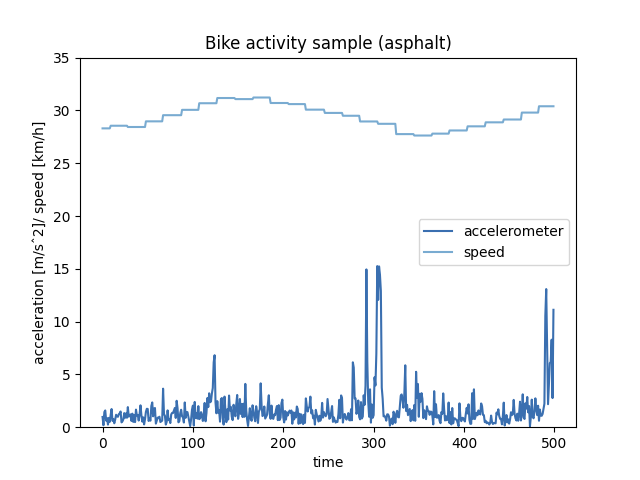 Bike activity sample (asphalt)
acceleration [m/s^2]/ speed [km/h]
35
30
25
20
15
10
5
0
accelerometer
speed
0 100 200 300 400 500
time